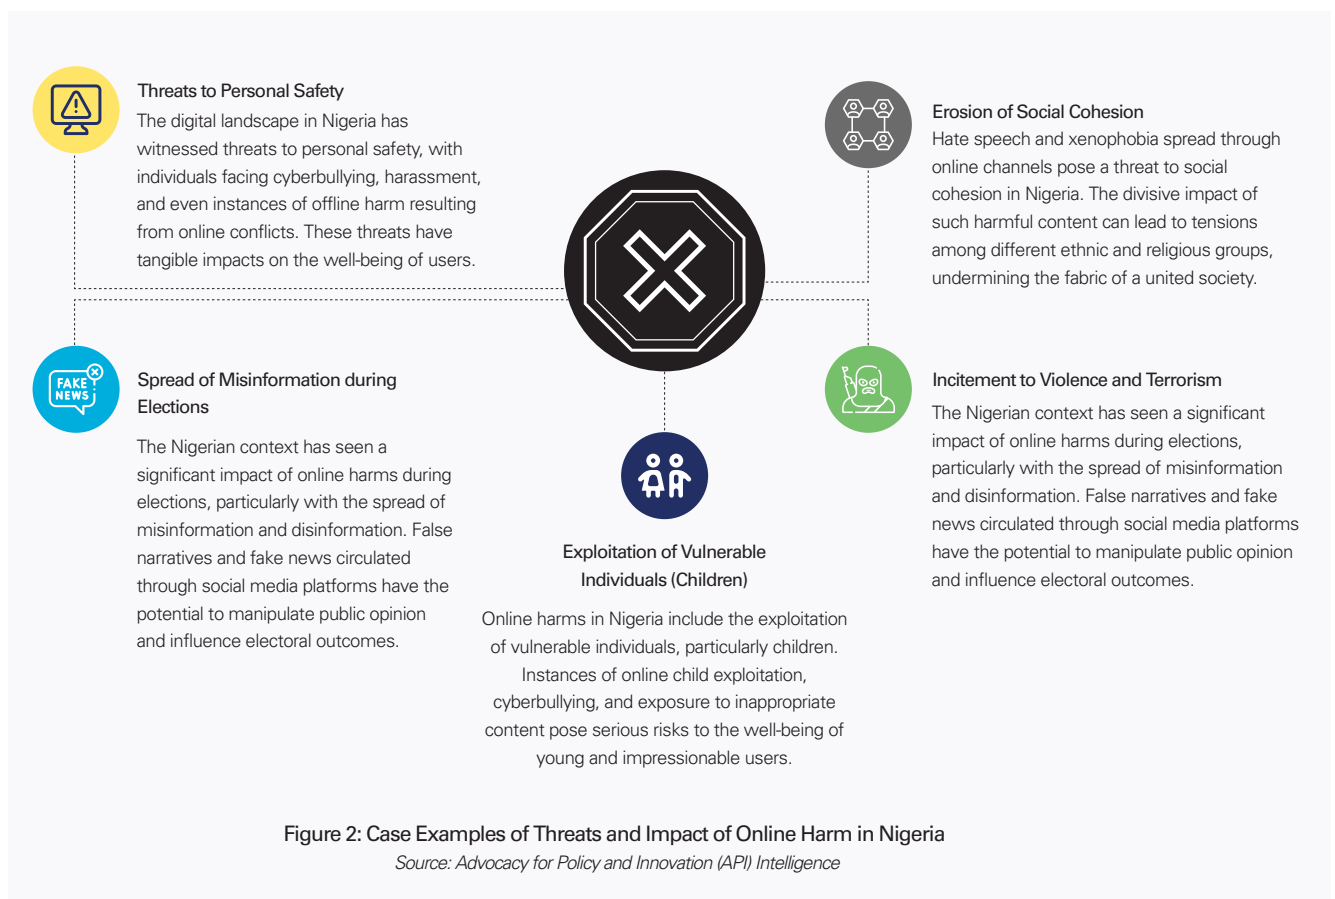 Threats to Personal Safety
The digital landscape in Nigeria has
witnessed threats to personal safety, with
individuals facing cyberbullying, harassment,
and even instances of offline harm resulting
from online conflicts. These threats have
tangible impacts on the well-being of users.
Erosion of Social Cohesion
Hate speech and xenophobia spread through
online channels pose a threat to social
cohesion in Nigeria. The divisive impact of
such harmful content can lead to tensions
among different ethnic and religious groups,
undermining the fabric of a united society.
FAKE
NEWS
Spread of Misinformation during
Elections
The Nigerian context has seen a
significant impact of online harms during
elections, particularly with the spread of
misinformation and disinformation. False
narratives and fake news circulated
through social media platforms have the
potential to manipulate public opinion
and influence electoral outcomes.
Incitement to Violence and Terrorism
The Nigerian context has seen a significant
impact of online harms during elections,
particularly with the spread of misinformation
and disinformation. False narratives and fake
news circulated through social media platforms
have the potential to manipulate public opinion
and influence electoral outcomes.
Exploitation of Vulnerable
Individuals (Children)
Online harms in Nigeria include the exploitation
of vulnerable individuals, particularly children.
Instances of online child exploitation,
cyberbullying, and exposure to inappropriate
content pose serious risks to the well-being of
young and impressionable users.
Figure 2: Case Examples of Threats and Impact of Online Harm in Nigeria
Source: Advocacy for Policy and Innovation (API) Intelligence